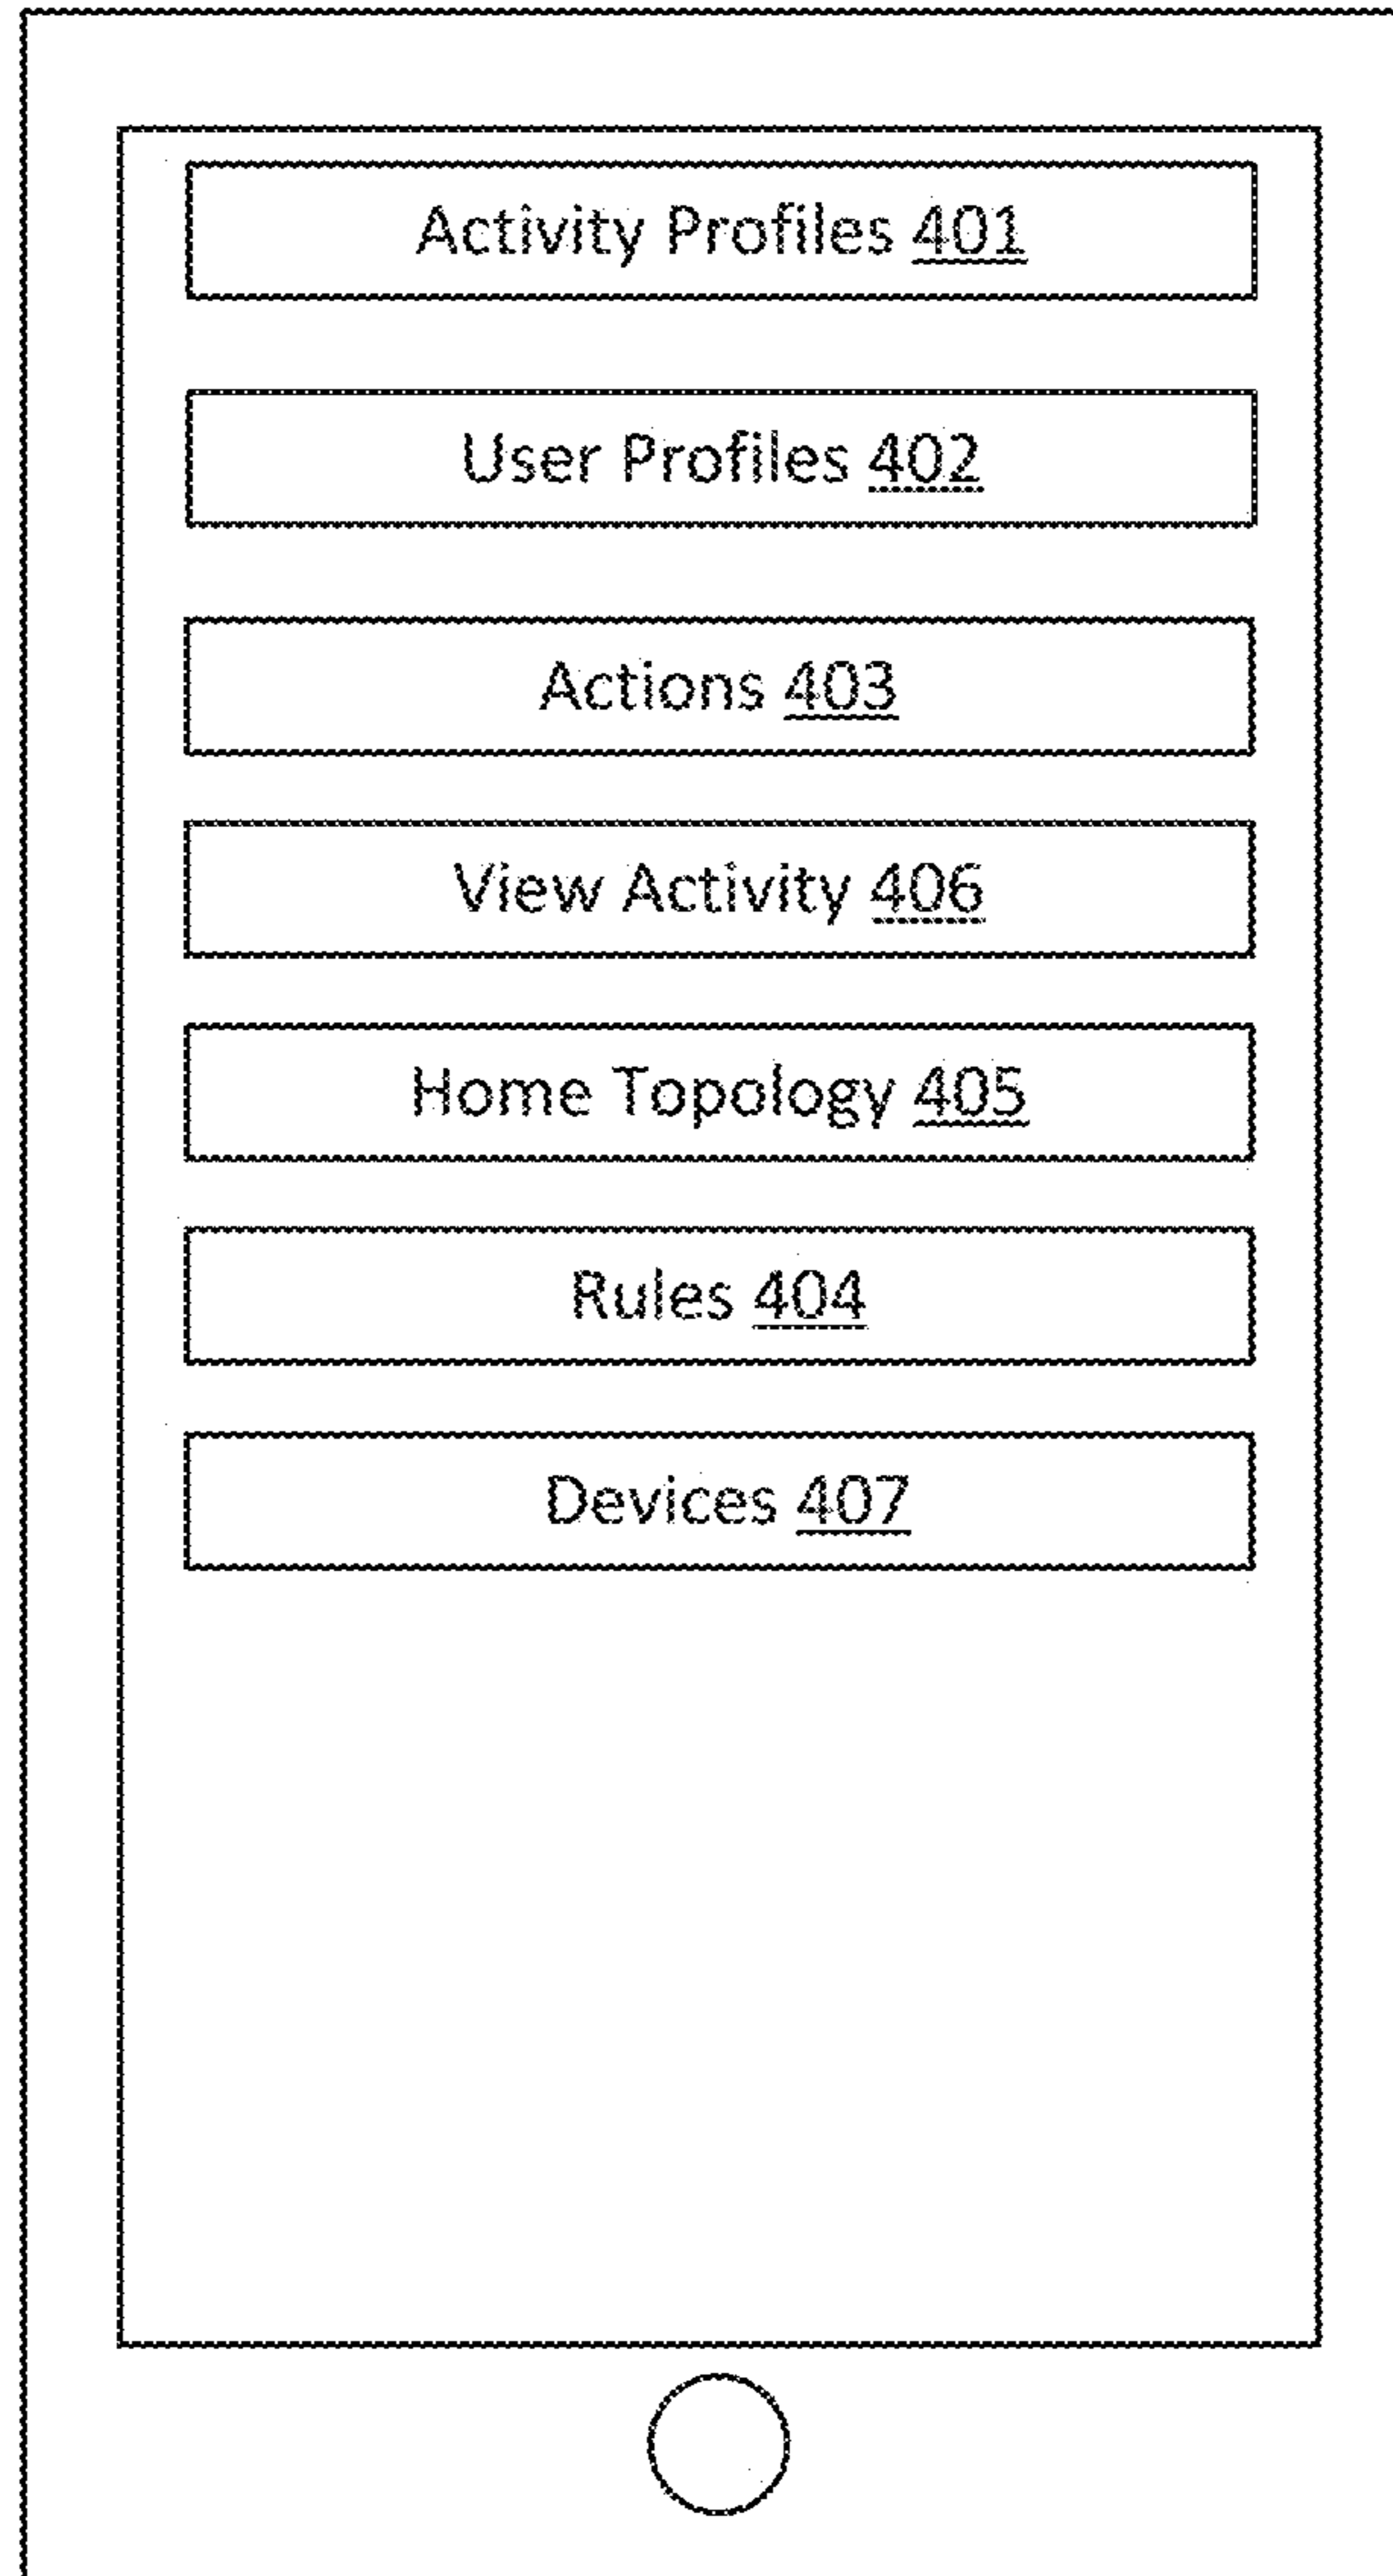 Activity Profiles 401
User Profiles 402
Actions 403
View Activity 406
Home Topology 405
Rules 404
Devices 407